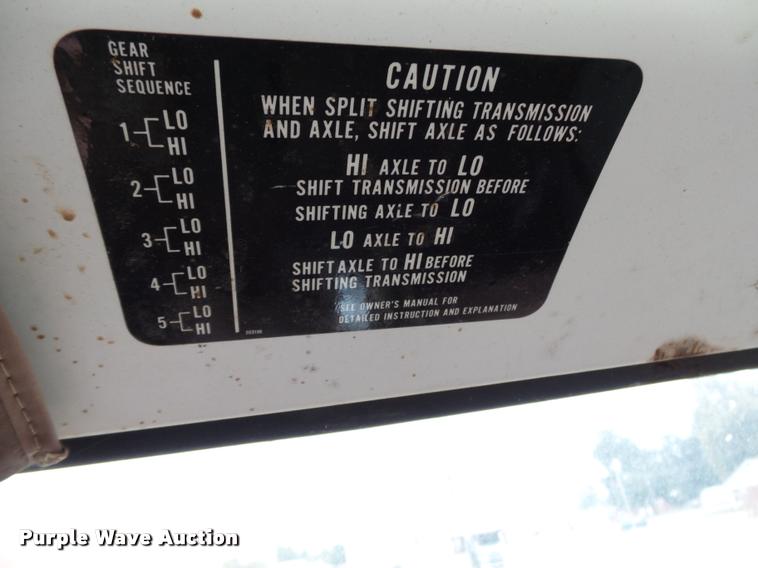 GEAR
SHIFT
SEQUENCE
1 LO
HI
2 LO
HI
3 LO
HI
4 LO
HI
5 LO
HI
CAUTION
WHEN SPLIT SHIFTING TRANSMISSION
AND AXLE, SHIFT AXLE AS FOLLOWS:
HI AXLE TO LO
SHIFT TRANSMISSION BEFORE
SHIFTING AXLE TO LO
LO AXLE TO HI
SHIFT AXLE TO HI BEFORE
SHIFTING TRANSMISSION
SEE OWNER'S MANUAL FOR
DETAILED INSTRUCTION AND EXPLANATION
Purple Wave Auction